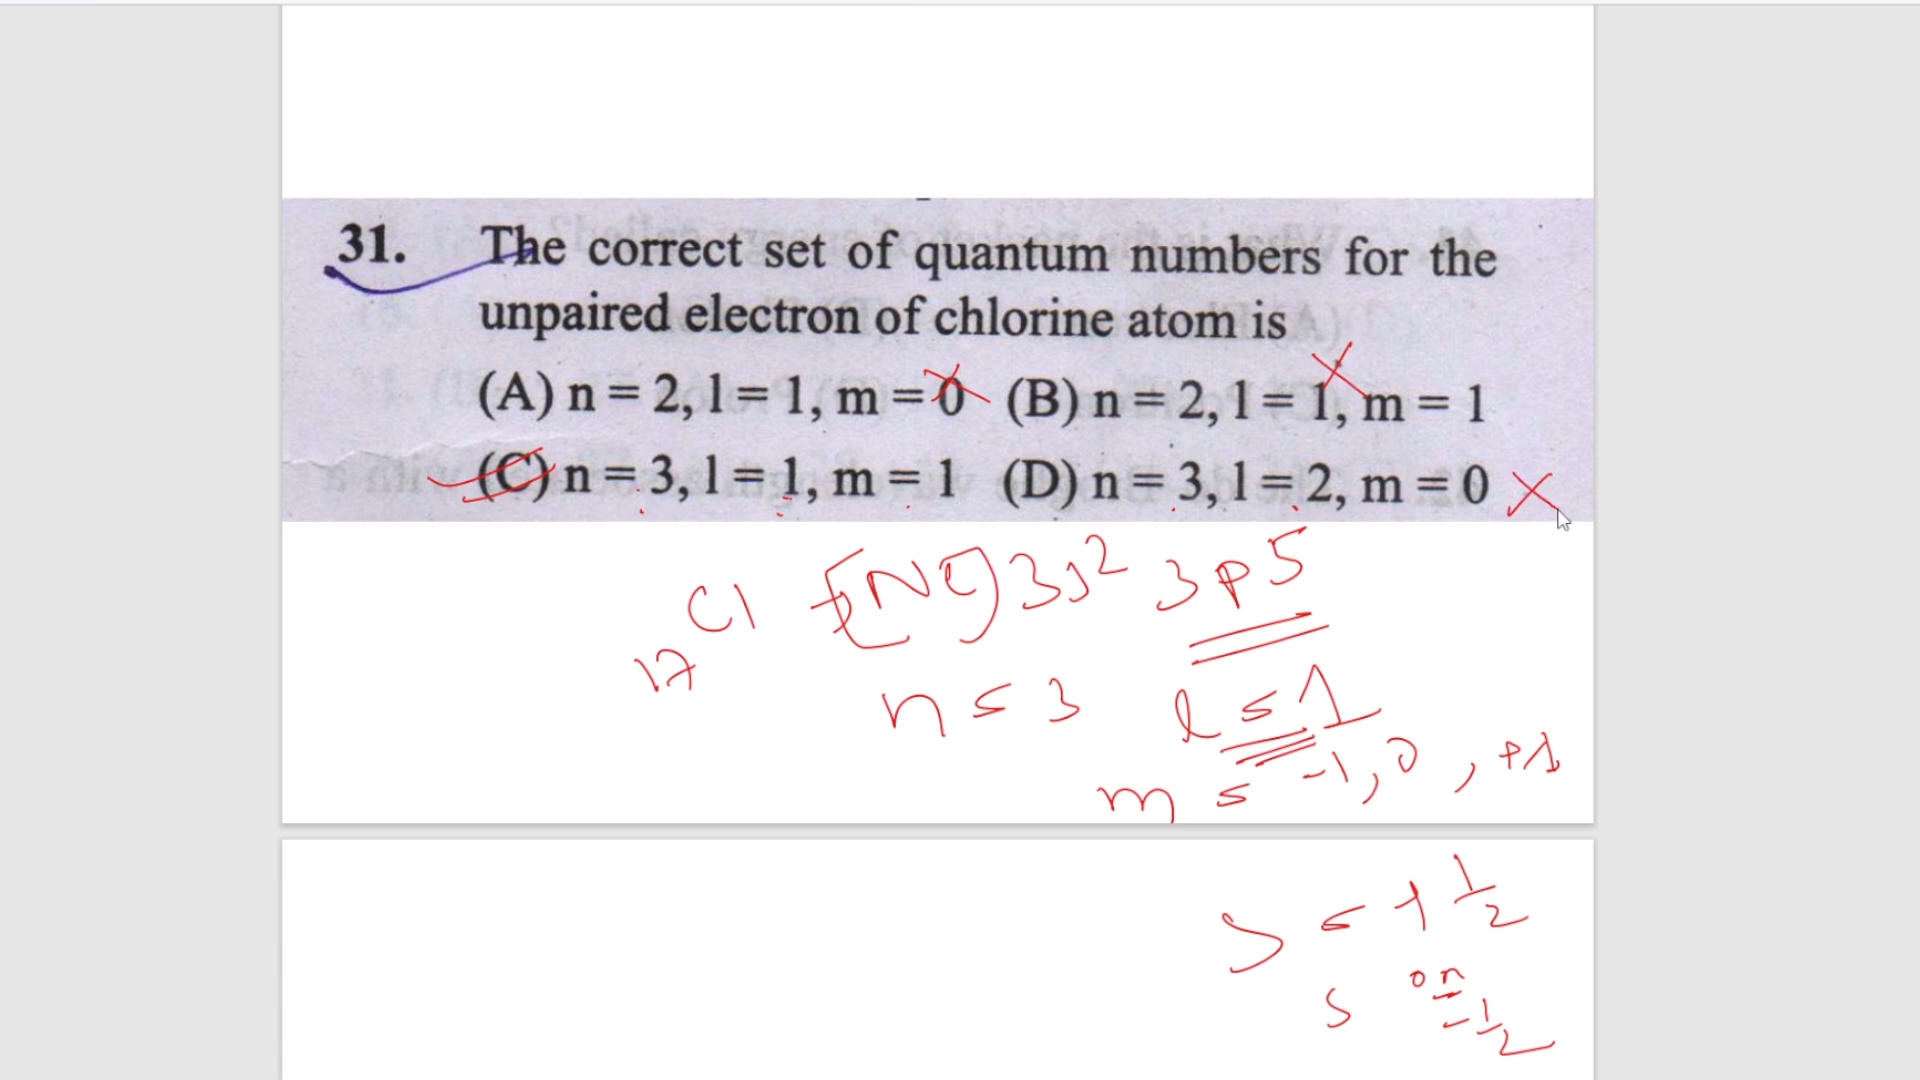 31. The correct set of quantum numbers for the
unpaired electron of chlorine atom is
(A) n = 2, l = 1, m = 0 (B) n = 2, l = 1, m = 1
(C) n = 3, l = 1, m = 1 (D) n = 3, l = 2, m = 0
17 Cl [Ne] 3s² 3p5
n = 3 l = 1
m = -1, 0, +1
s = + 1/2
or
s = - 1/2